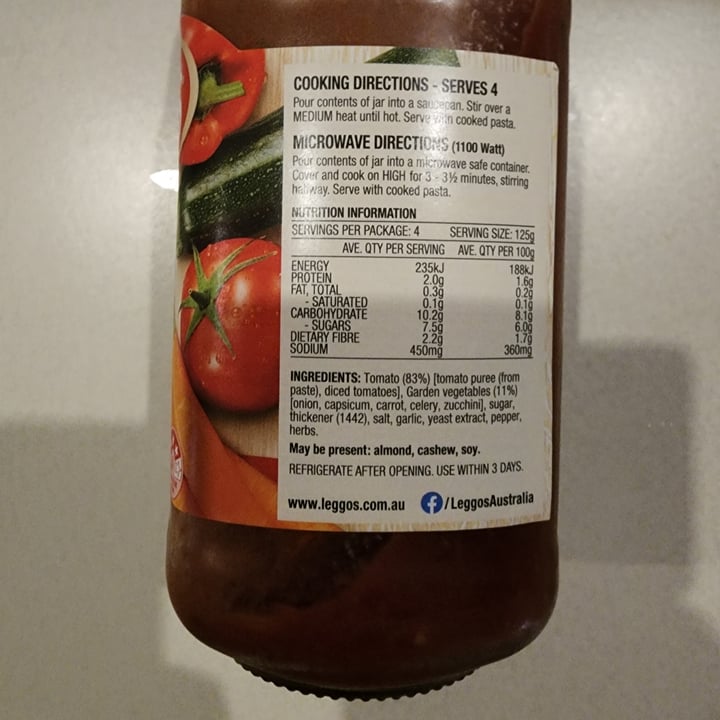 COOKING DIRECTIONS - SERVES 4
Pour contents of jar into a saucepan. Stir over a
MEDIUM heat until hot. Serve with cooked pasta.
MICROWAVE DIRECTIONS (1100 Watt)
Pour contents of jar into a microwave safe container.
Cover and cook on HIGH for 3 - 3½ minutes, stirring
halfway. Serve with cooked pasta.
NUTRITION INFORMATION
SERVINGS PER PACKAGE: 4 SERVING SIZE: 125g
AVE. QTY PER SERVING AVE. QTY PER 100g
ENERGY 235kJ 188kJ
PROTEIN 2.0g 1.6g
FAT, TOTAL 0.3g 0.2g
- SATURATED 0.1g 0.1g
CARBOHYDRATE 10.2g 8.1g
- SUGARS 7.5g 6.0g
DIETARY FIBRE 2.2g 1.7g
SODIUM 450mg 360mg
INGREDIENTS: Tomato (83%) [tomato puree (from
paste), diced tomatoes], Garden vegetables (11%)
[onion, capsicum, carrot, celery, zucchini], sugar,
thickener (1442), salt, garlic, yeast extract, pepper,
herbs.
May be present: almond, cashew, soy.
REFRIGERATE AFTER OPENING. USE WITHIN 3 DAYS.
www.leggos.com.au f/LeggosAustralia